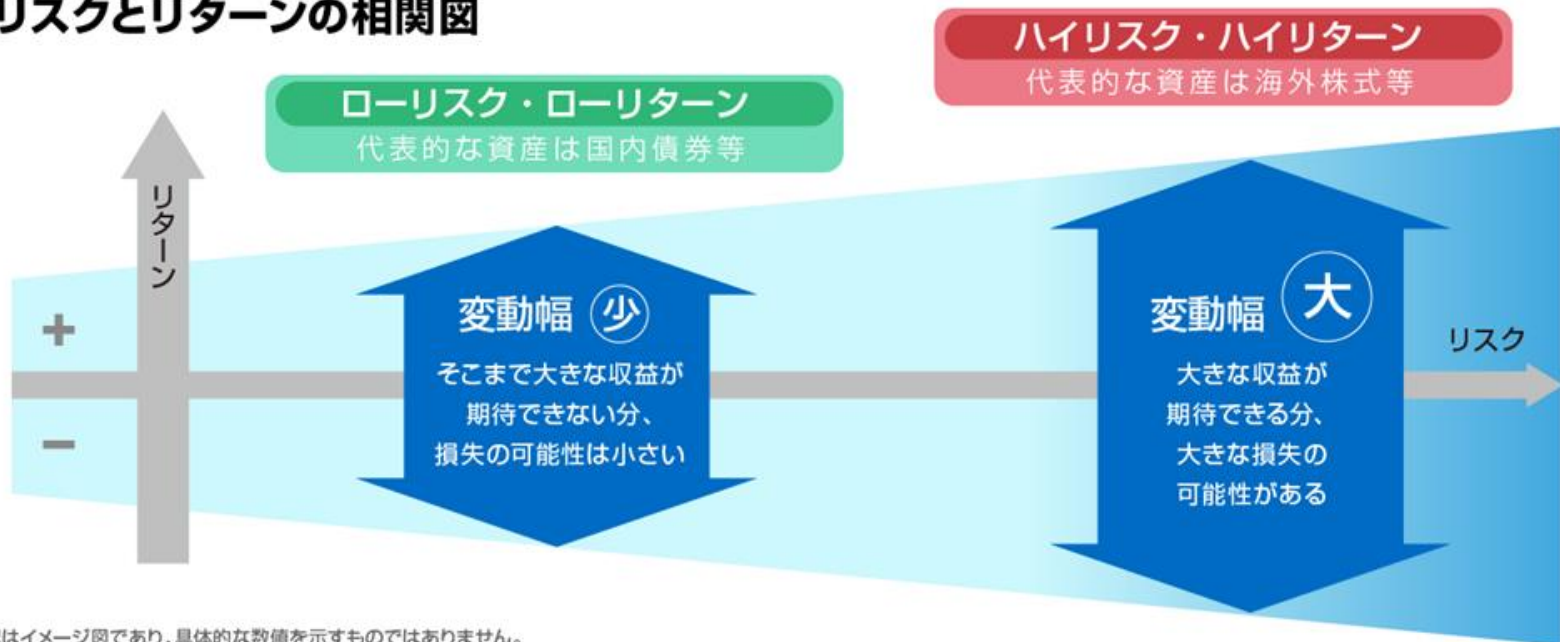 リスクとリターンの相関図
ハイリスク・ハイリターン
代表的な資産は海外株式等
ローリスク・ローリターン
代表的な資産は国内債券等
リターン
+
−
変動幅 少
そこまで大きな収益が
期待できない分、
損失の可能性は小さい
変動幅 大
大きな収益が
期待できる分、
大きな損失の
可能性がある
リスク
はイメージ図であり、具体的な数値を示すものではありません。